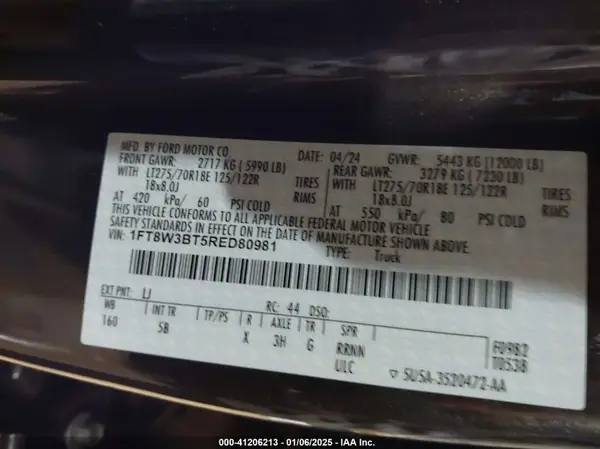 MFD. BY FORD MOTOR CO.
DATE: 04/24 GVWR: 5443 KG (12000 LB)
FRONT GAWR: 2717 KG (5990 LB) REAR GAWR: 3279 KG (7230 LB)
WITH LT275/70R18E 125/122R TIRES WITH LT275/70R18E 125/122R TIRES
18x8.0J RIMS 18x8.0J RIMS
AT 420 kPa/ 60 PSI COLD AT 550 kPa/ 80 PSI COLD
THIS VEHICLE CONFORMS TO ALL APPLICABLE FEDERAL MOTOR VEHICLE
SAFETY STANDARDS IN EFFECT ON THE DATE OF MANUFACTURE SHOWN ABOVE.
VIN: 1FT8W3BT5RED80981
TYPE: Truck
EXT PNT: LJ RC: 44 DSO:
WB INT TR TP/PS R AXLE TR SPR
160 SB X 3H G RRNN
ULC
F0982
T0538
SU5A-3520472-AA
000-41206213 - 01/06/2025 - IAA Inc.